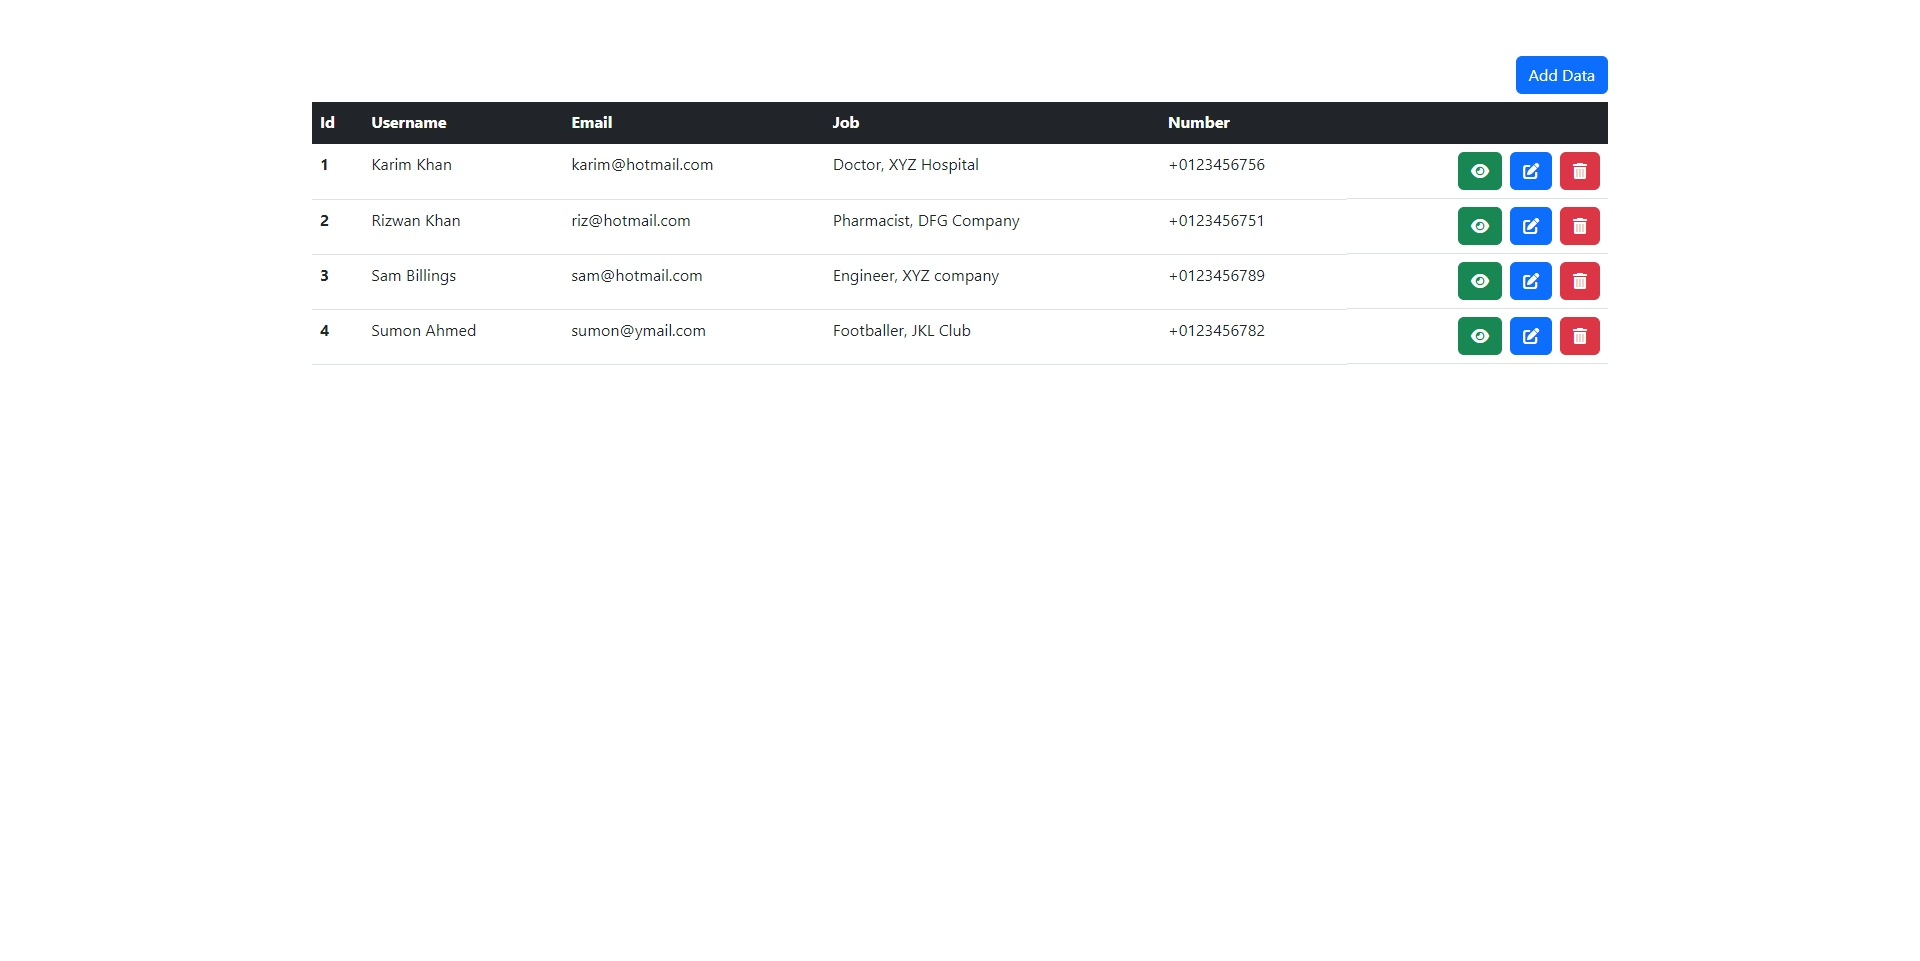 Add Data
Id Username Email Job Number
1 Karim Khan karim@hotmail.com Doctor, XYZ Hospital +0123456756
2 Rizwan Khan riz@hotmail.com Pharmacist, DFG Company +0123456751
3 Sam Billings sam@hotmail.com Engineer, XYZ company +0123456789
4 Sumon Ahmed sumon@ymail.com Footballer, JKL Club +0123456782